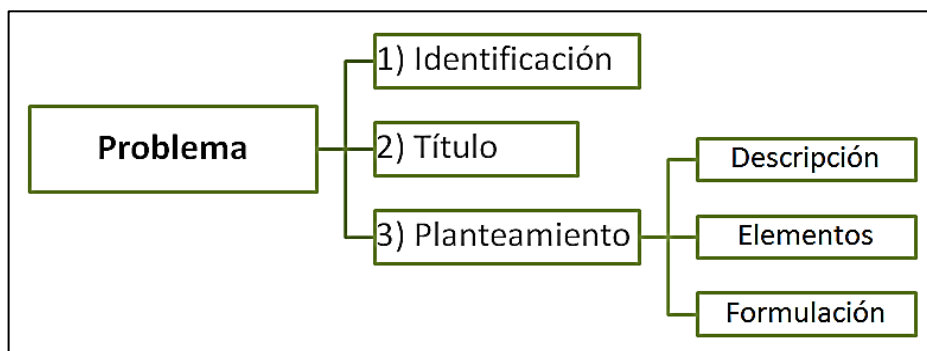 Problema
1) Identificación
2) Título
3) Planteamiento
Descripción
Elementos
Formulación